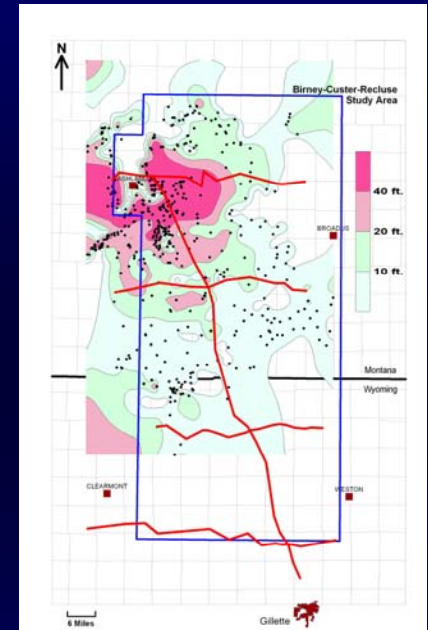 N
Birney-Custer-Recluse
Study Area
ASHLAND
40 ft.
BROADUS
20 ft.
10 ft.
Montana
Wyoming
CLEARMONT
WESTON
6 Miles
Gillette